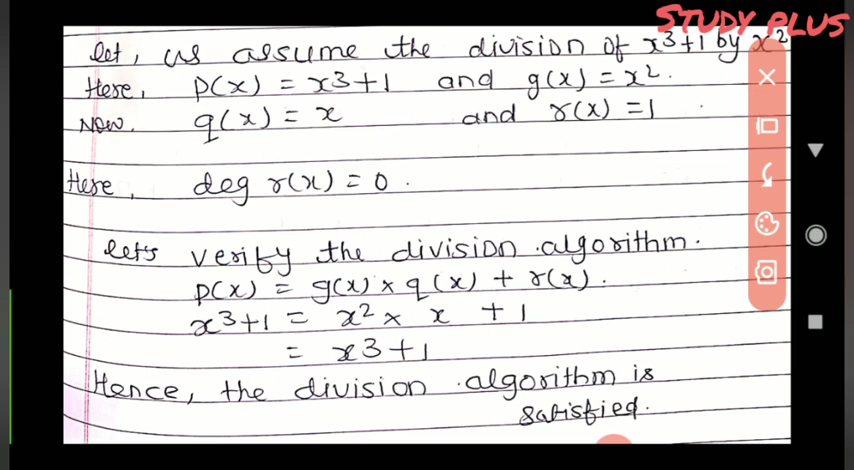 STUDY PLUS
let, us assume the division of x3+1 by x2
Here, p(x) = x3+1 and g(x) = x2.
Now. q(x) = x and r(x) = 1
Here, deg r(x) = 0.
let's verify the division algorithm.
p(x) = g(x) × q(x) + r(x).
x3+1 = x2 × x + 1
= x3+1
Hence, the division algorithm is
satisfied.